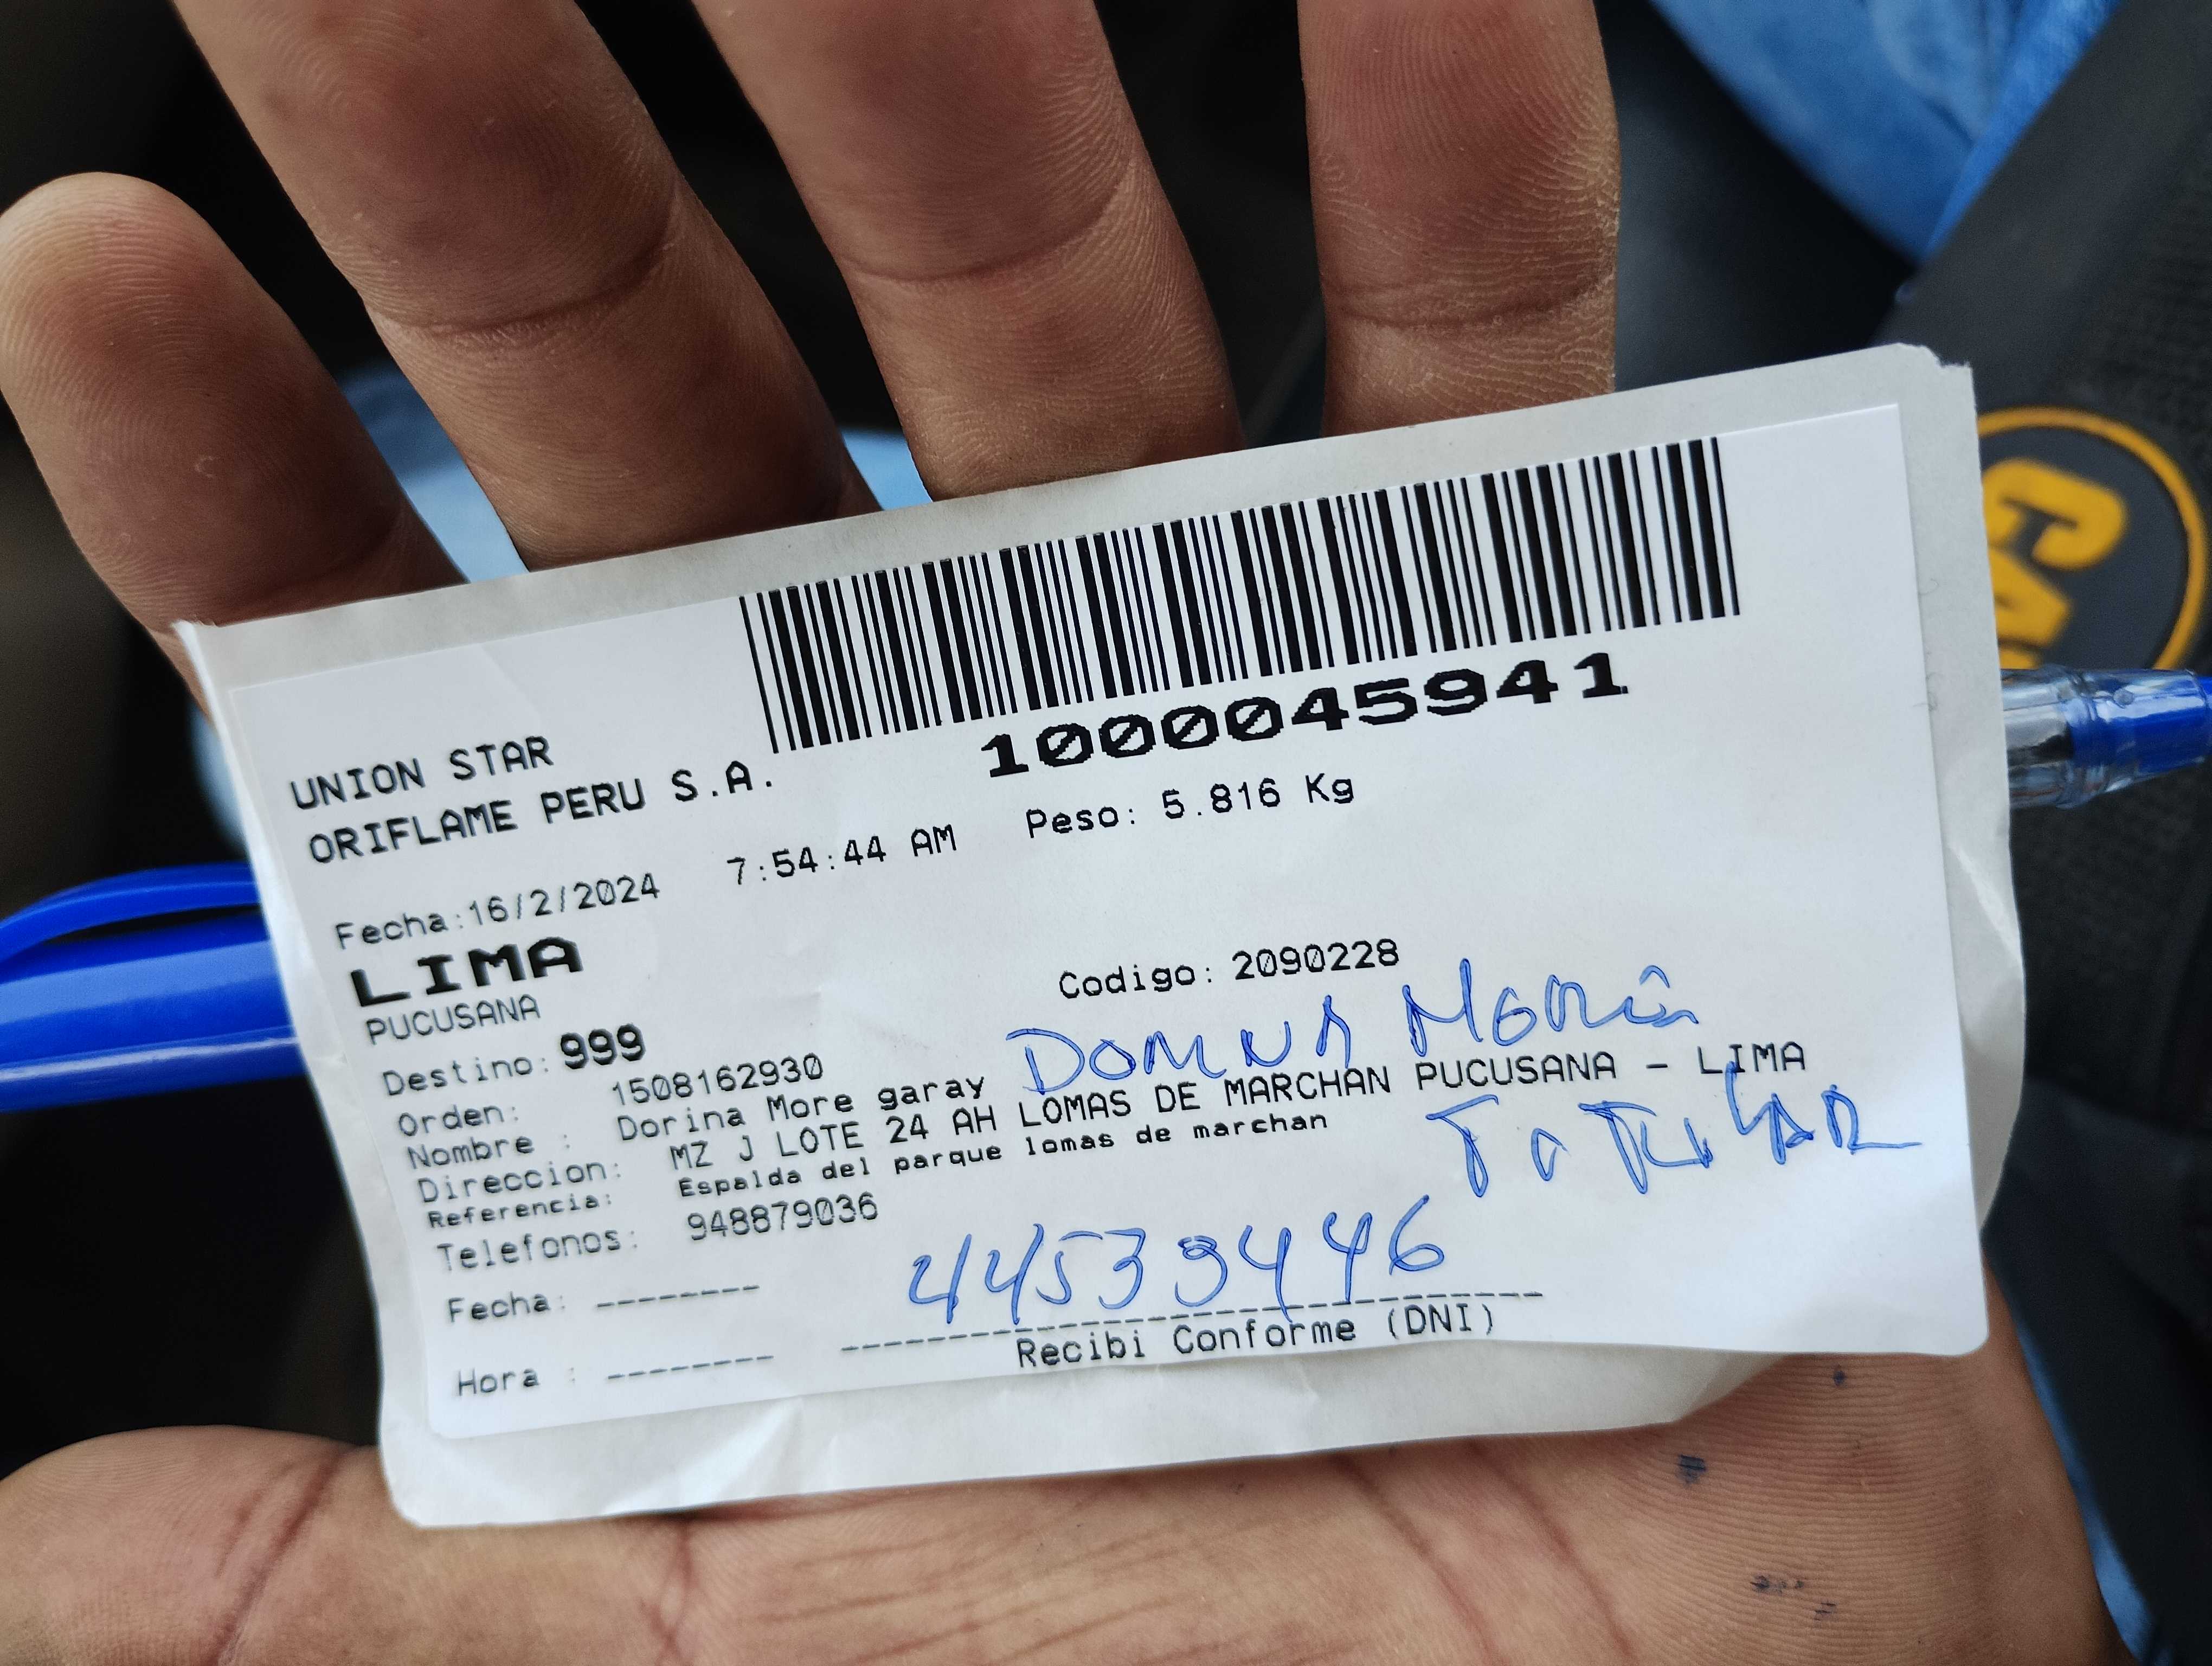 1000045941
UNION STAR
ORIFLAME PERU S.A.
Fecha:16/2/2024 7:54:44 AM Peso: 5.816 Kg
LIMA
PUCUSANA Codigo: 2090228
Destino: 999
Orden: 1508162930
Nombre : Dorina More garay
Direccion: MZ J LOTE 24 AH LOMAS DE MARCHAN PUCUSANA - LIMA
Referencia: Espalda del parque lomas de marchan
Telefonos: 948879036
44539446
Fecha: --------
Hora : --------
Recibi Conforme (DNI)